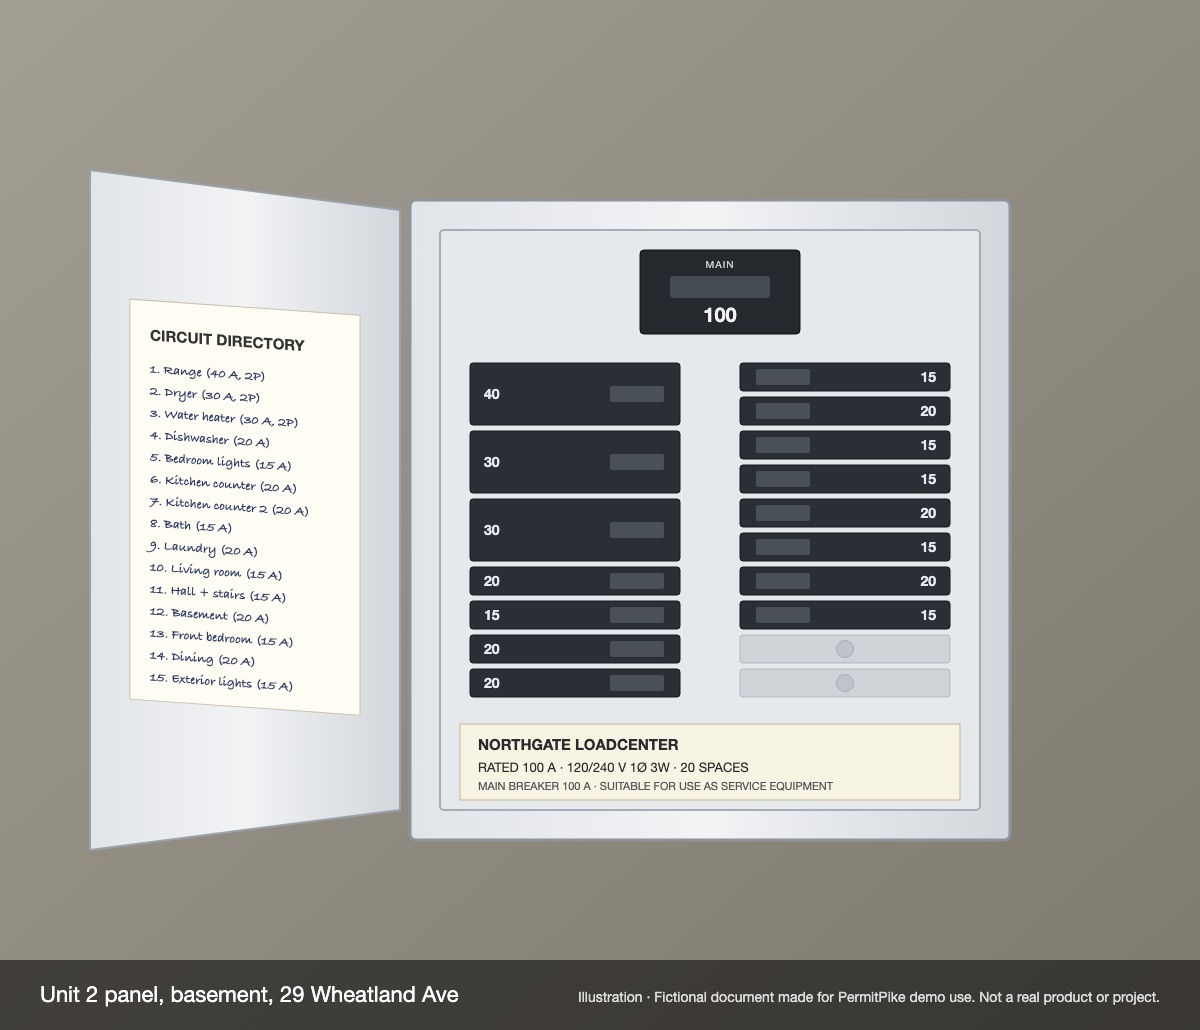 CIRCUIT DIRECTORY
1. Range (40 A, 2P)
2. Dryer (30 A, 2P)
3. Water heater (30 A, 2P)
4. Dishwasher (20 A)
5. Bedroom lights (15 A)
6. Kitchen counter (20 A)
7. Kitchen counter 2 (20 A)
8. Bath (15 A)
9. Laundry (20 A)
10. Living room (15 A)
11. Hall + stairs (15 A)
12. Basement (20 A)
13. Front bedroom (15 A)
14. Dining (20 A)
15. Exterior lights (15 A)
MAIN
100
40
30
30
20
15
20
20
15
20
15
15
20
15
20
15
NORTHGATE LOADCENTER
RATED 100 A · 120/240 V 1Ø 3W · 20 SPACES
MAIN BREAKER 100 A · SUITABLE FOR USE AS SERVICE EQUIPMENT
Unit 2 panel, basement, 29 Wheatland Ave
Illustration · Fictional document made for PermitPike demo use. Not a real product or project.